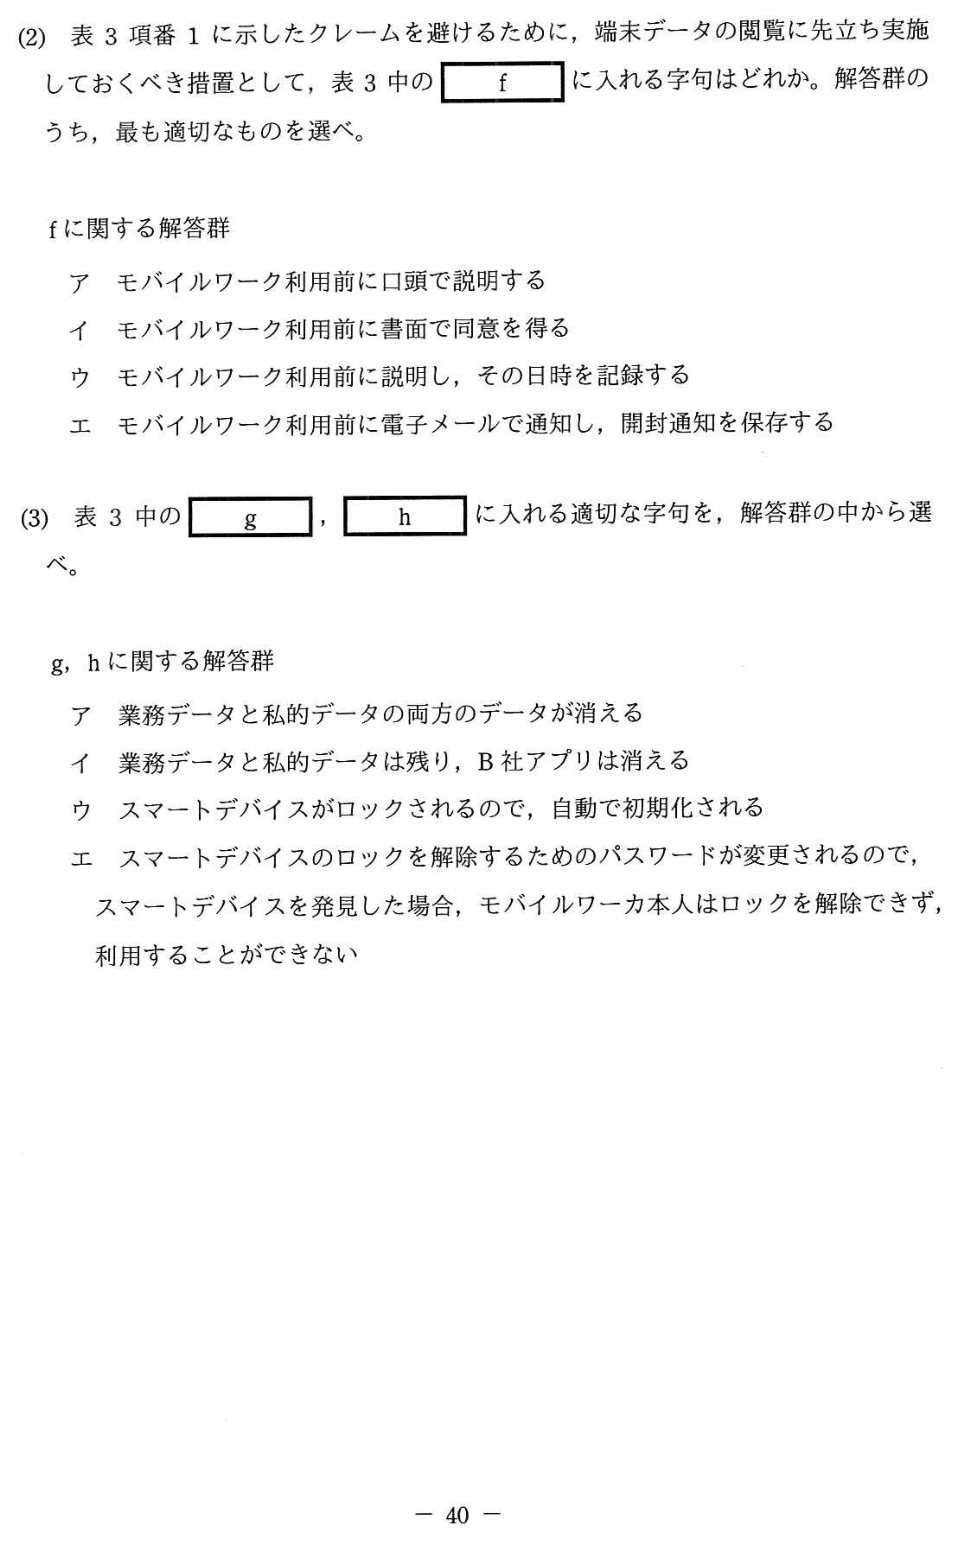 (2) 表 3 項番 1 に示したクレームを避けるために，端末データの閲覧に先立ち実施
しておくべき措置として，表 3 中の f に入れる字句はどれか。解答群の
うち，最も適切なものを選べ。
fに関する解答群
ア モバイルワーク利用前に口頭で説明する
イ モバイルワーク利用前に書面で同意を得る
ウ モバイルワーク利用前に説明し，その日時を記録する
エ モバイルワーク利用前に電子メールで通知し，開封通知を保存する
(3) 表 3 中の g ， h に入れる適切な字句を，解答群の中から選
べ。
g，hに関する解答群
ア 業務データと私的データの両方のデータが消える
イ 業務データと私的データは残り，B 社アプリは消える
ウ スマートデバイスがロックされるので，自動で初期化される
エ スマートデバイスのロックを解除するためのパスワードが変更されるので，
スマートデバイスを発見した場合，モバイルワーカ本人はロックを解除できず，
利用することができない
－ 40 －